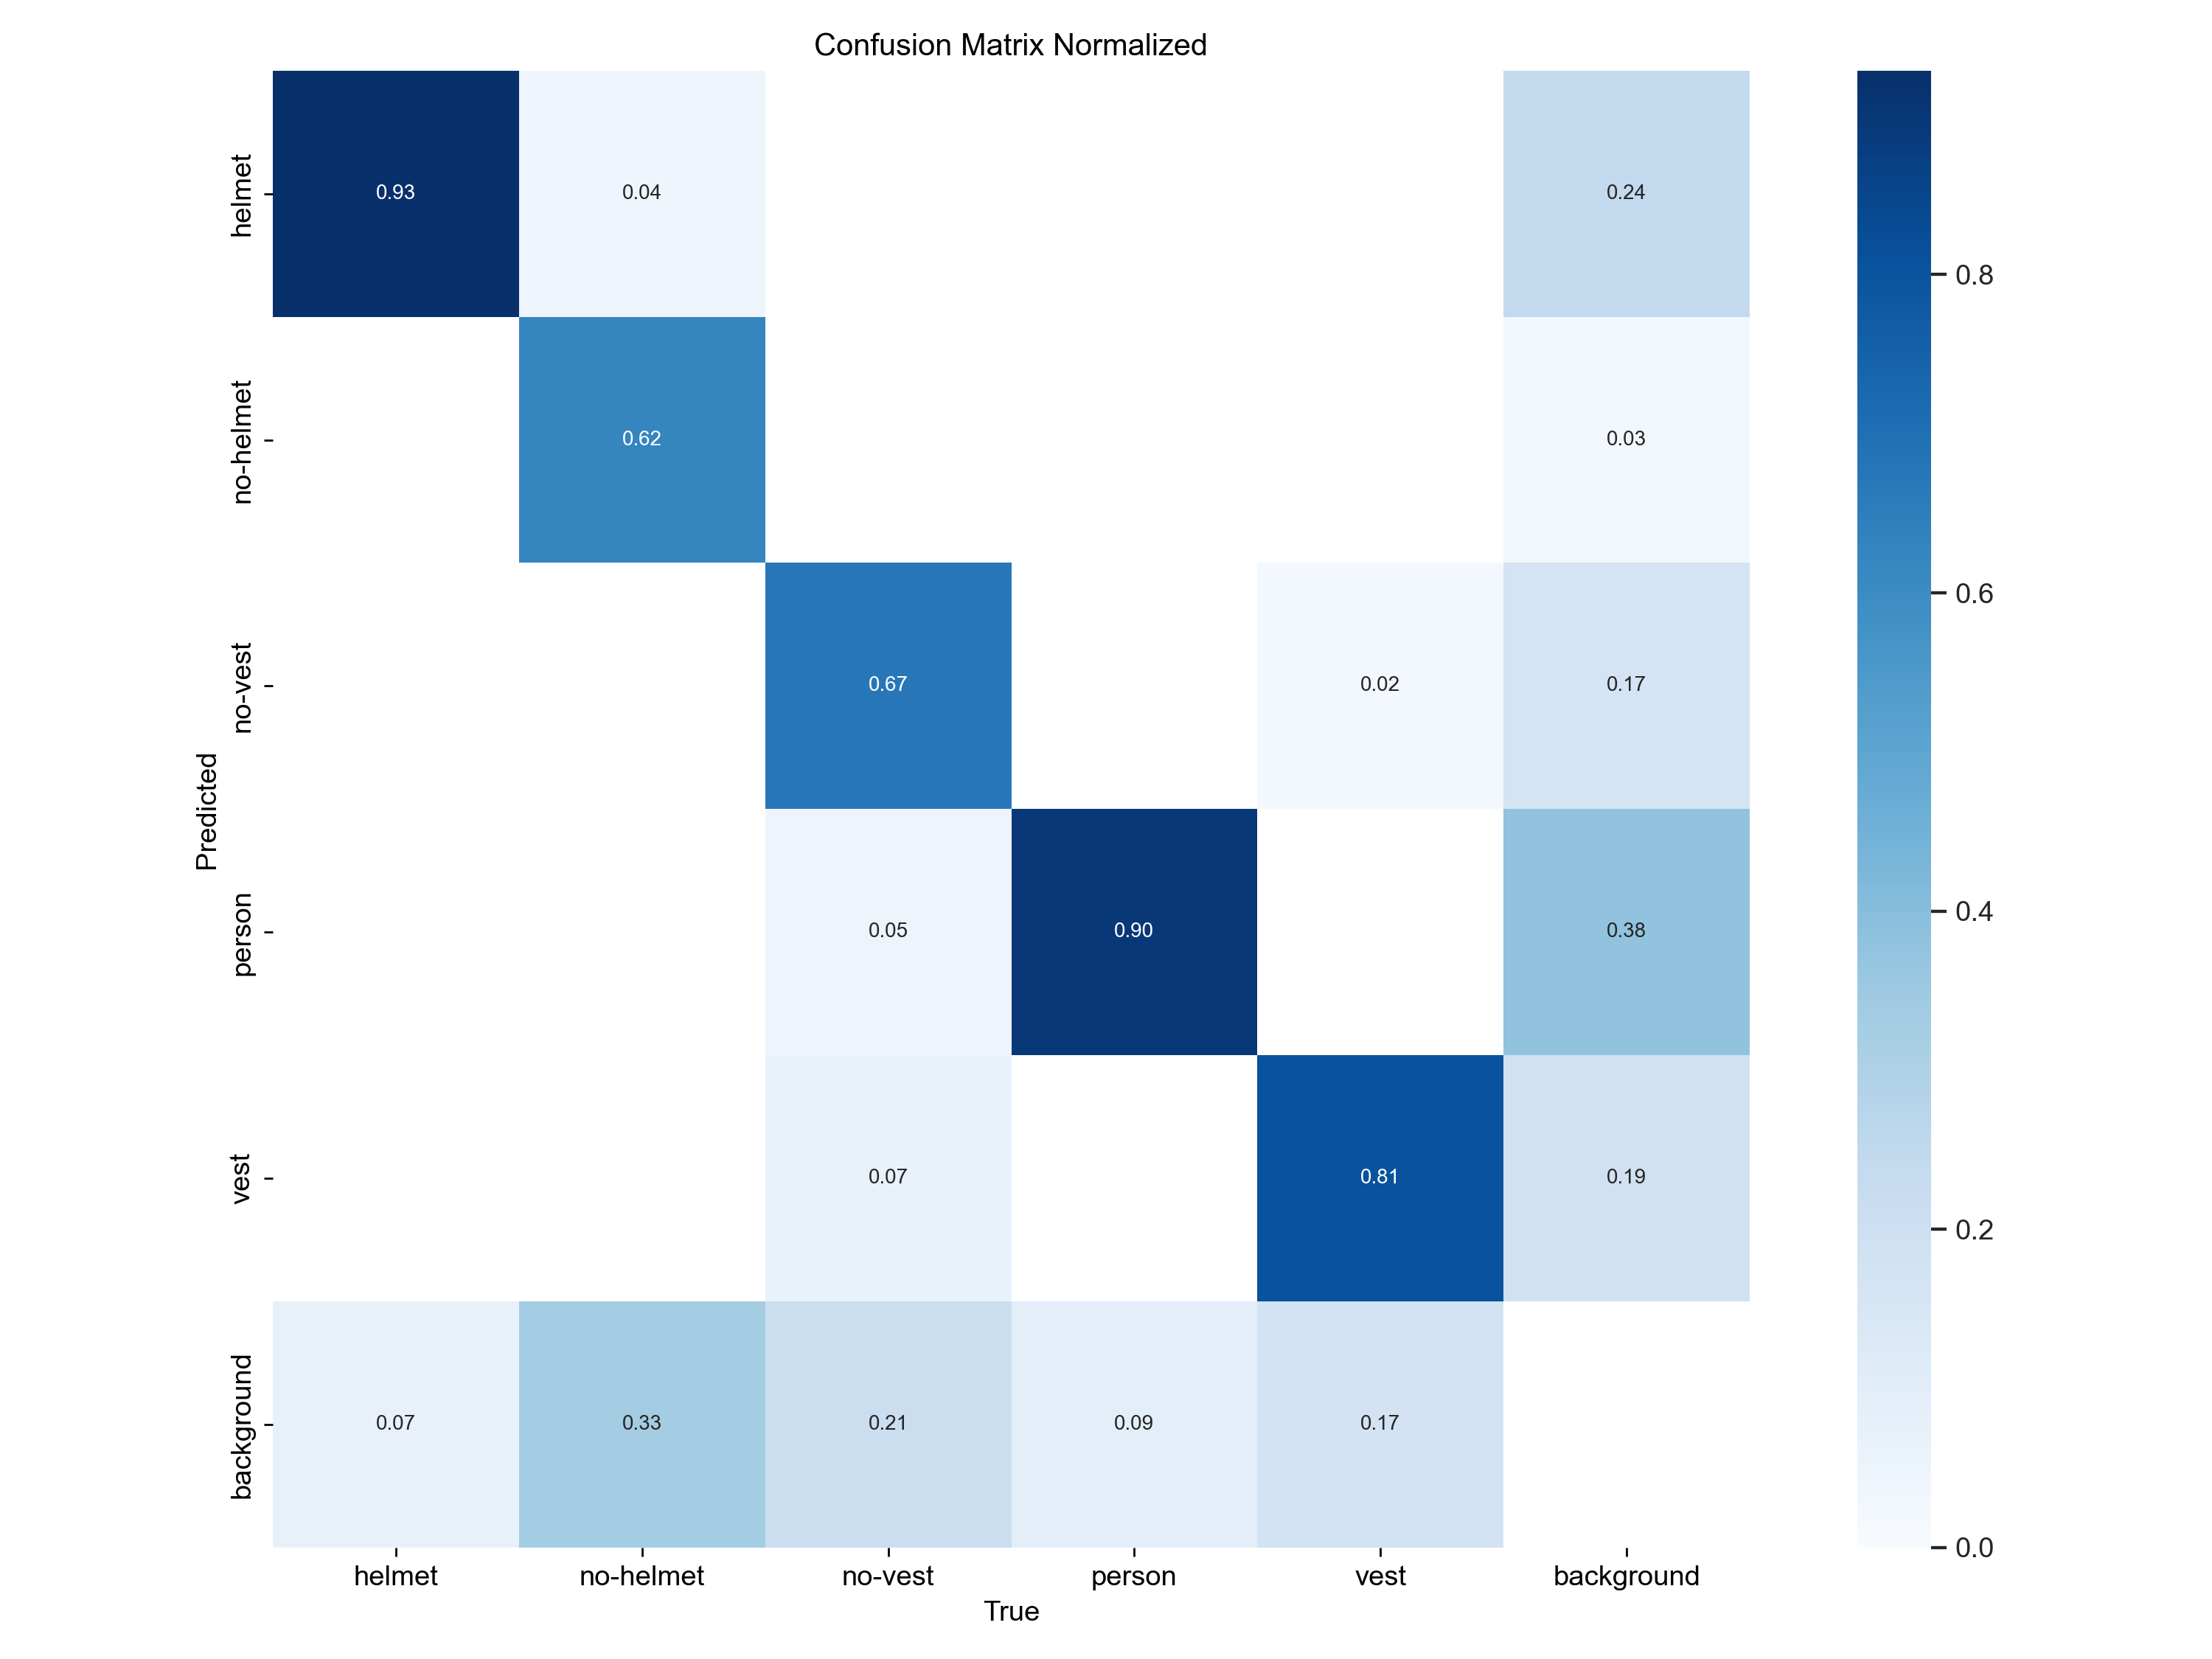 Confusion Matrix Normalized
helmet
0.93
0.04
0.24
0.8
no-helmet
0.62
0.03
0.6
no-vest
0.67
0.02
0.17
Predicted
person
0.05
0.90
0.38
0.4
vest
0.07
0.81
0.19
0.2
background
0.07
0.33
0.21
0.09
0.17
0.0
helmet
no-helmet
no-vest
person
vest
background
True